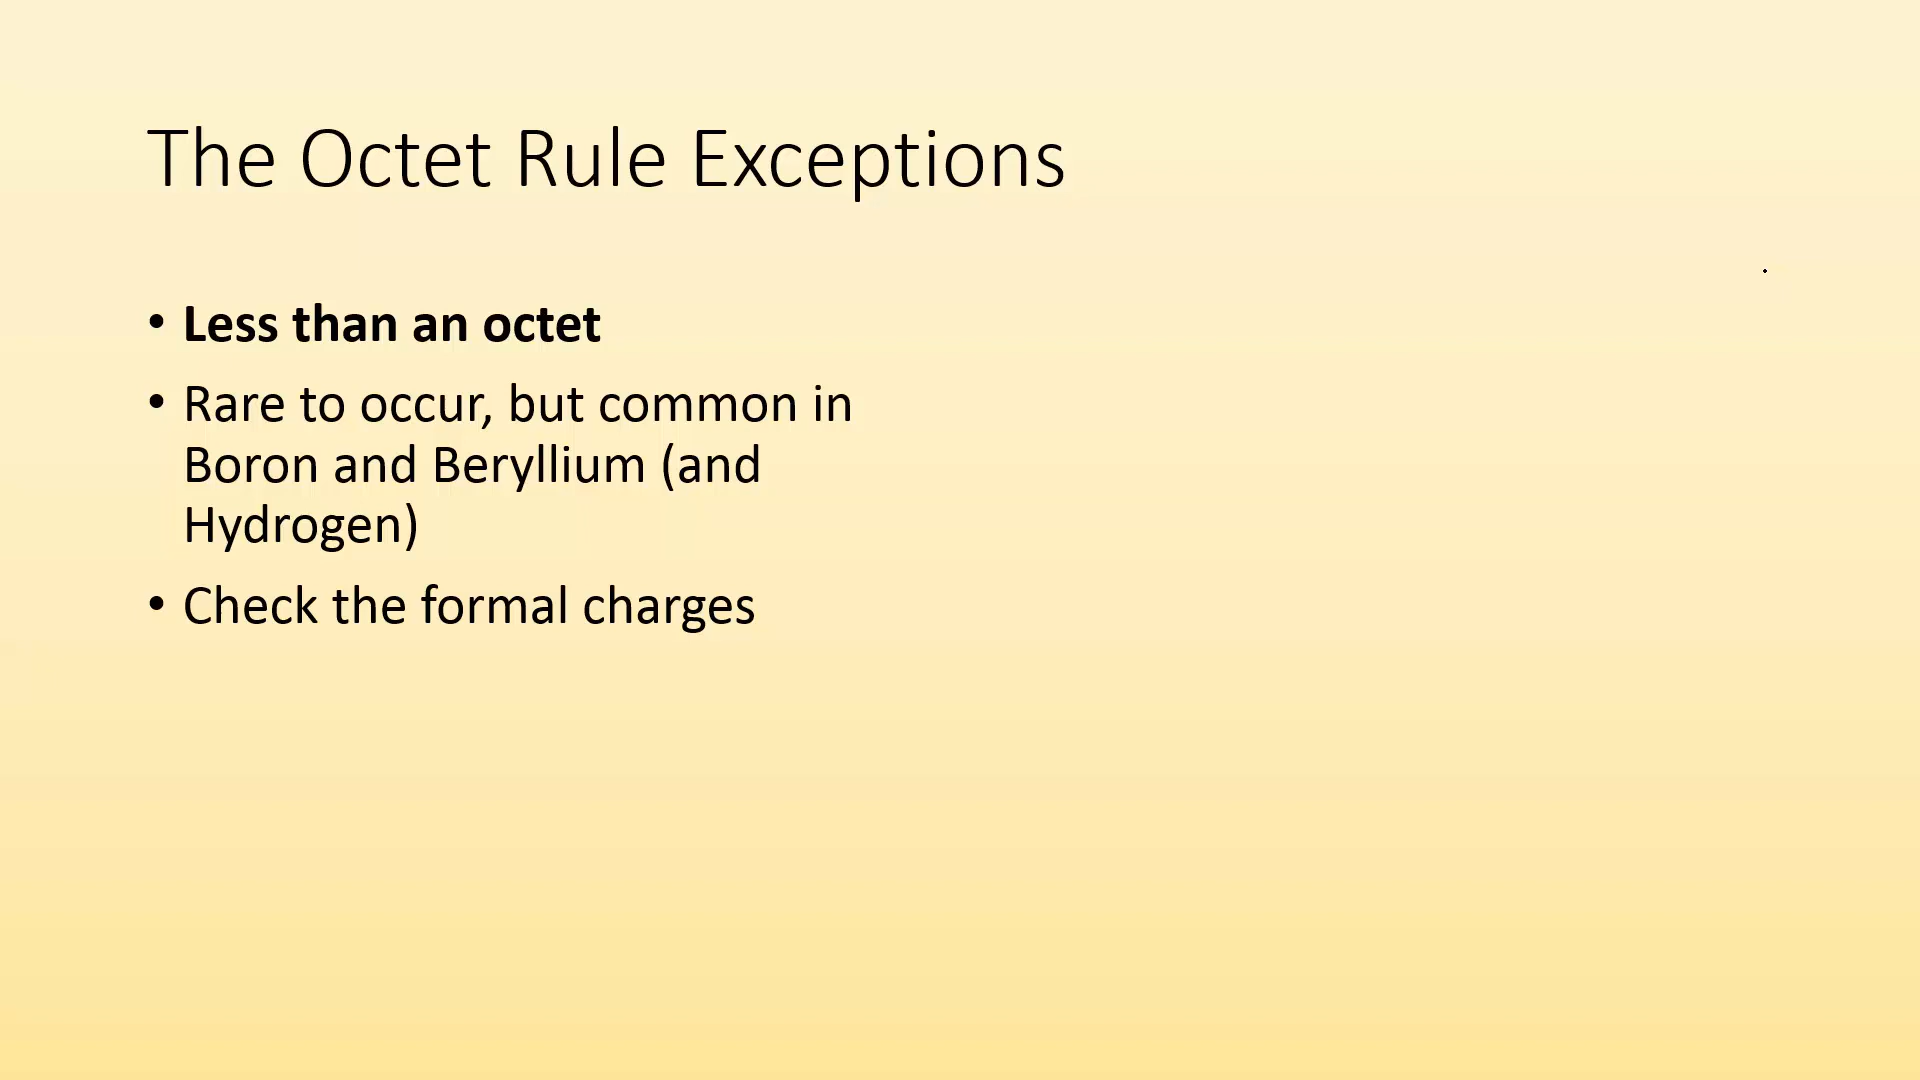 The Octet Rule Exceptions
• Less than an octet
• Rare to occur, but common in
Boron and Beryllium (and
Hydrogen)
• Check the formal charges